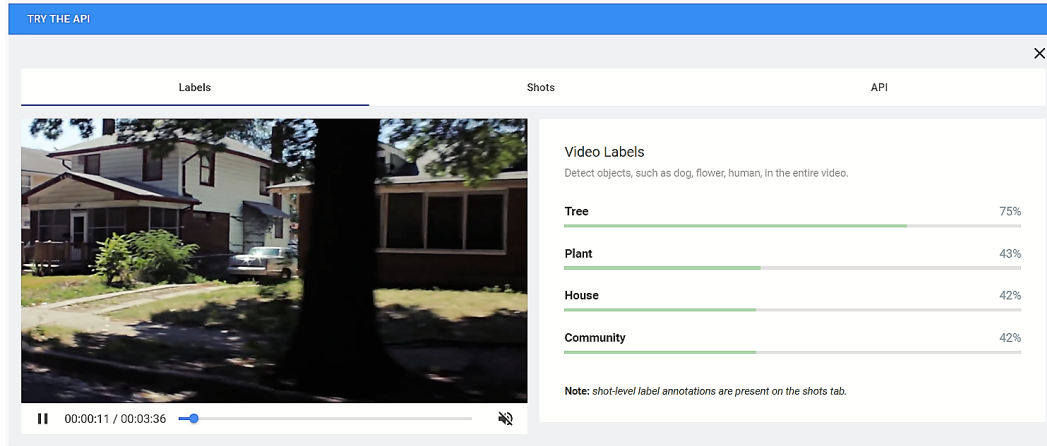 TRY THE API
Labels Shots API
Video Labels
Detect objects, such as dog, flower, human, in the entire video.
Tree 75%
Plant 43%
House 42%
Community 42%
Note: shot-level label annotations are present on the shots tab.
00:00:11 / 00:03:36